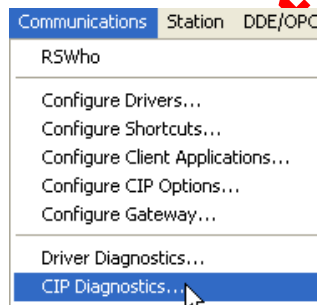 Communications Station DDE/OPC
RSWho
Configure Drivers...
Configure Shortcuts...
Configure Client Applications...
Configure CIP Options...
Configure Gateway...
Driver Diagnostics...
CIP Diagnostics...